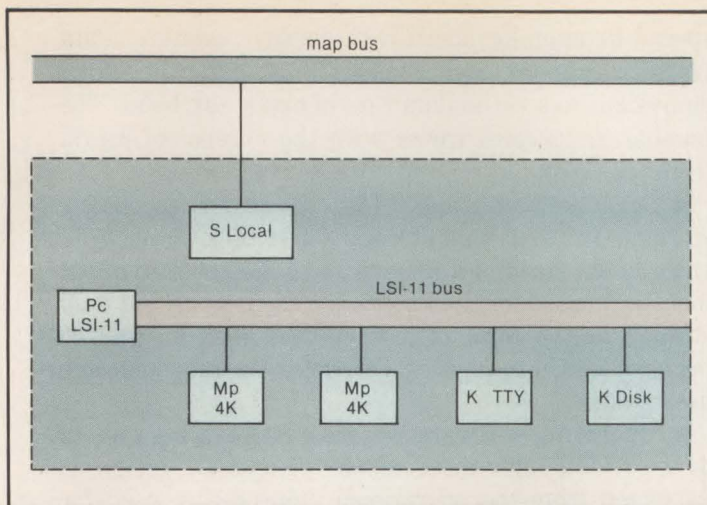 map bus
S Local
LSI-11 bus
Pc
LSI-11
Mp
4K
Mp
4K
K TTY
K Disk